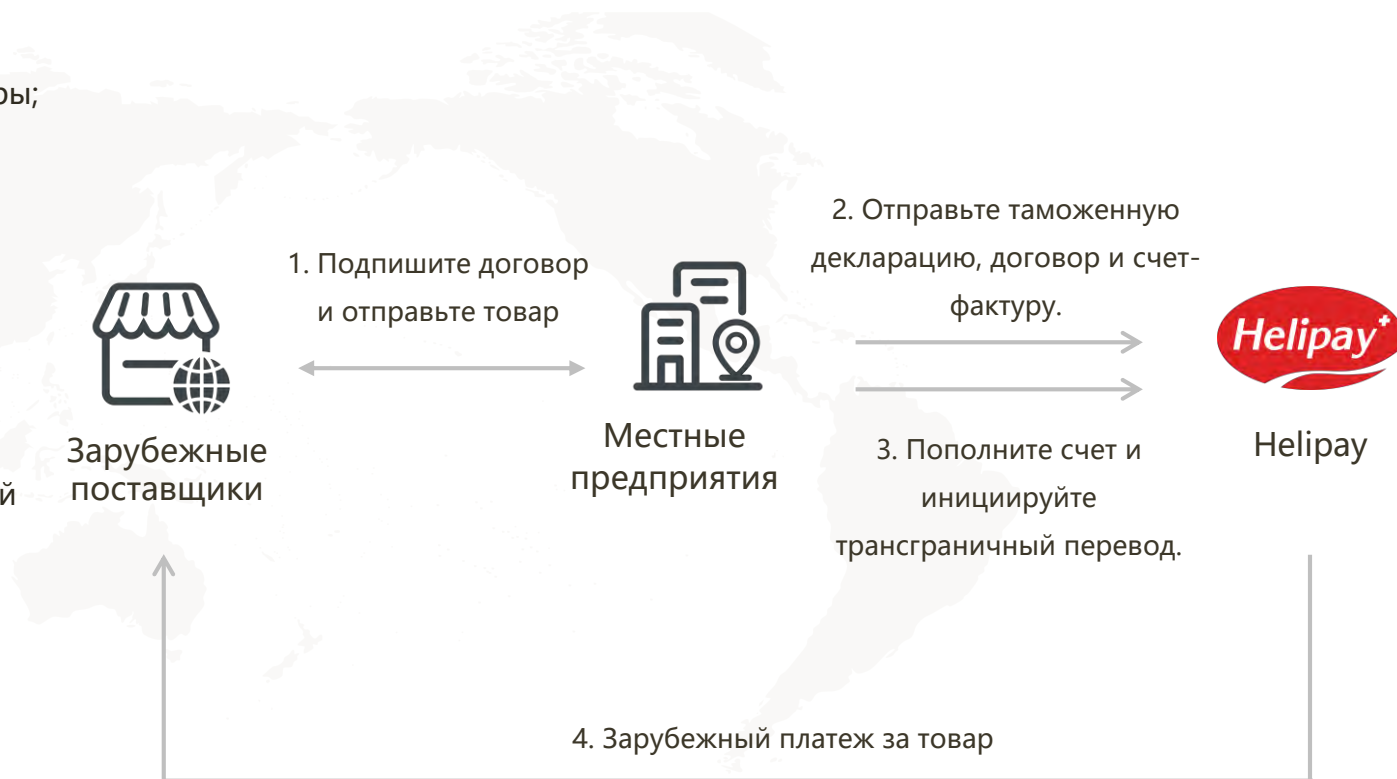 ры;
2. Отправьте таможенную
декларацию, договор и счет-
фактуру.
1. Подпишите договор
и отправьте товар
Helipay+
Зарубежные
поставщики
й
Местные
предприятия
3. Пополните счет и
инициируйте
трансграничный перевод.
Helipay
4. Зарубежный платеж за товар